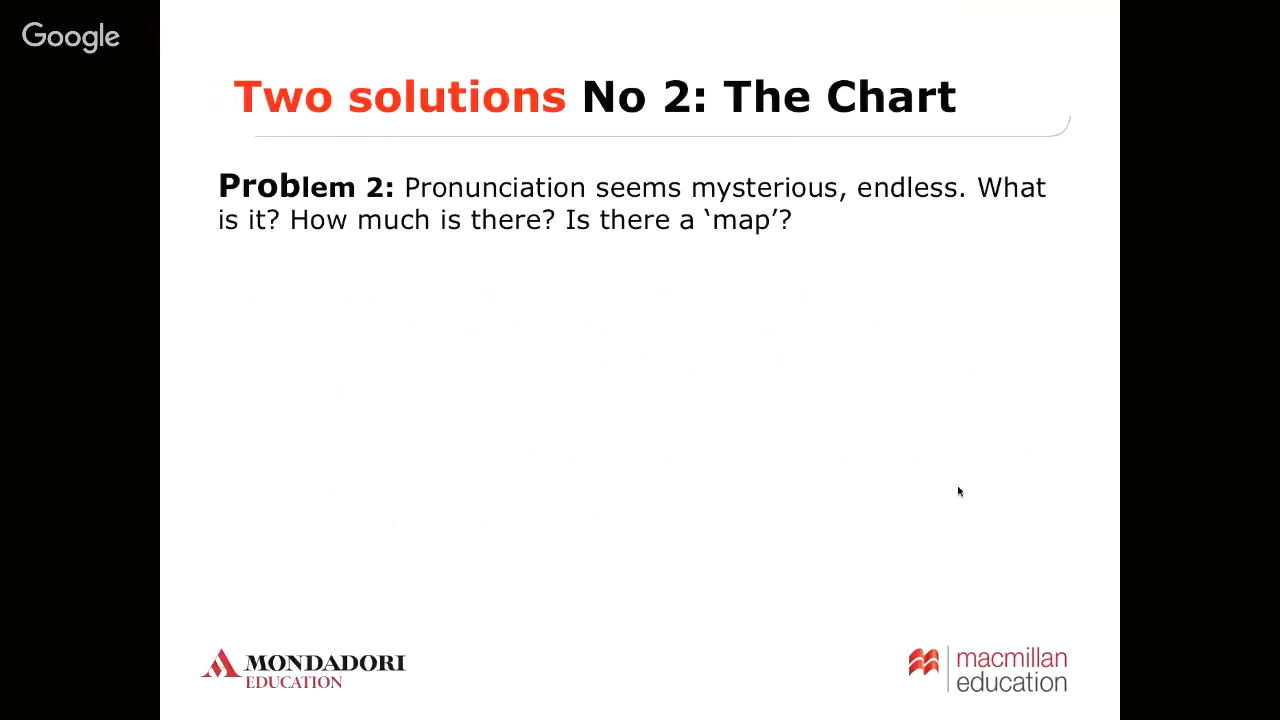 Google
Two solutions No 2: The Chart
Problem 2: Pronunciation seems mysterious, endless. What
is it? How much is there? Is there a ‘map’?
MONDADORI
EDUCATION
macmillan
education